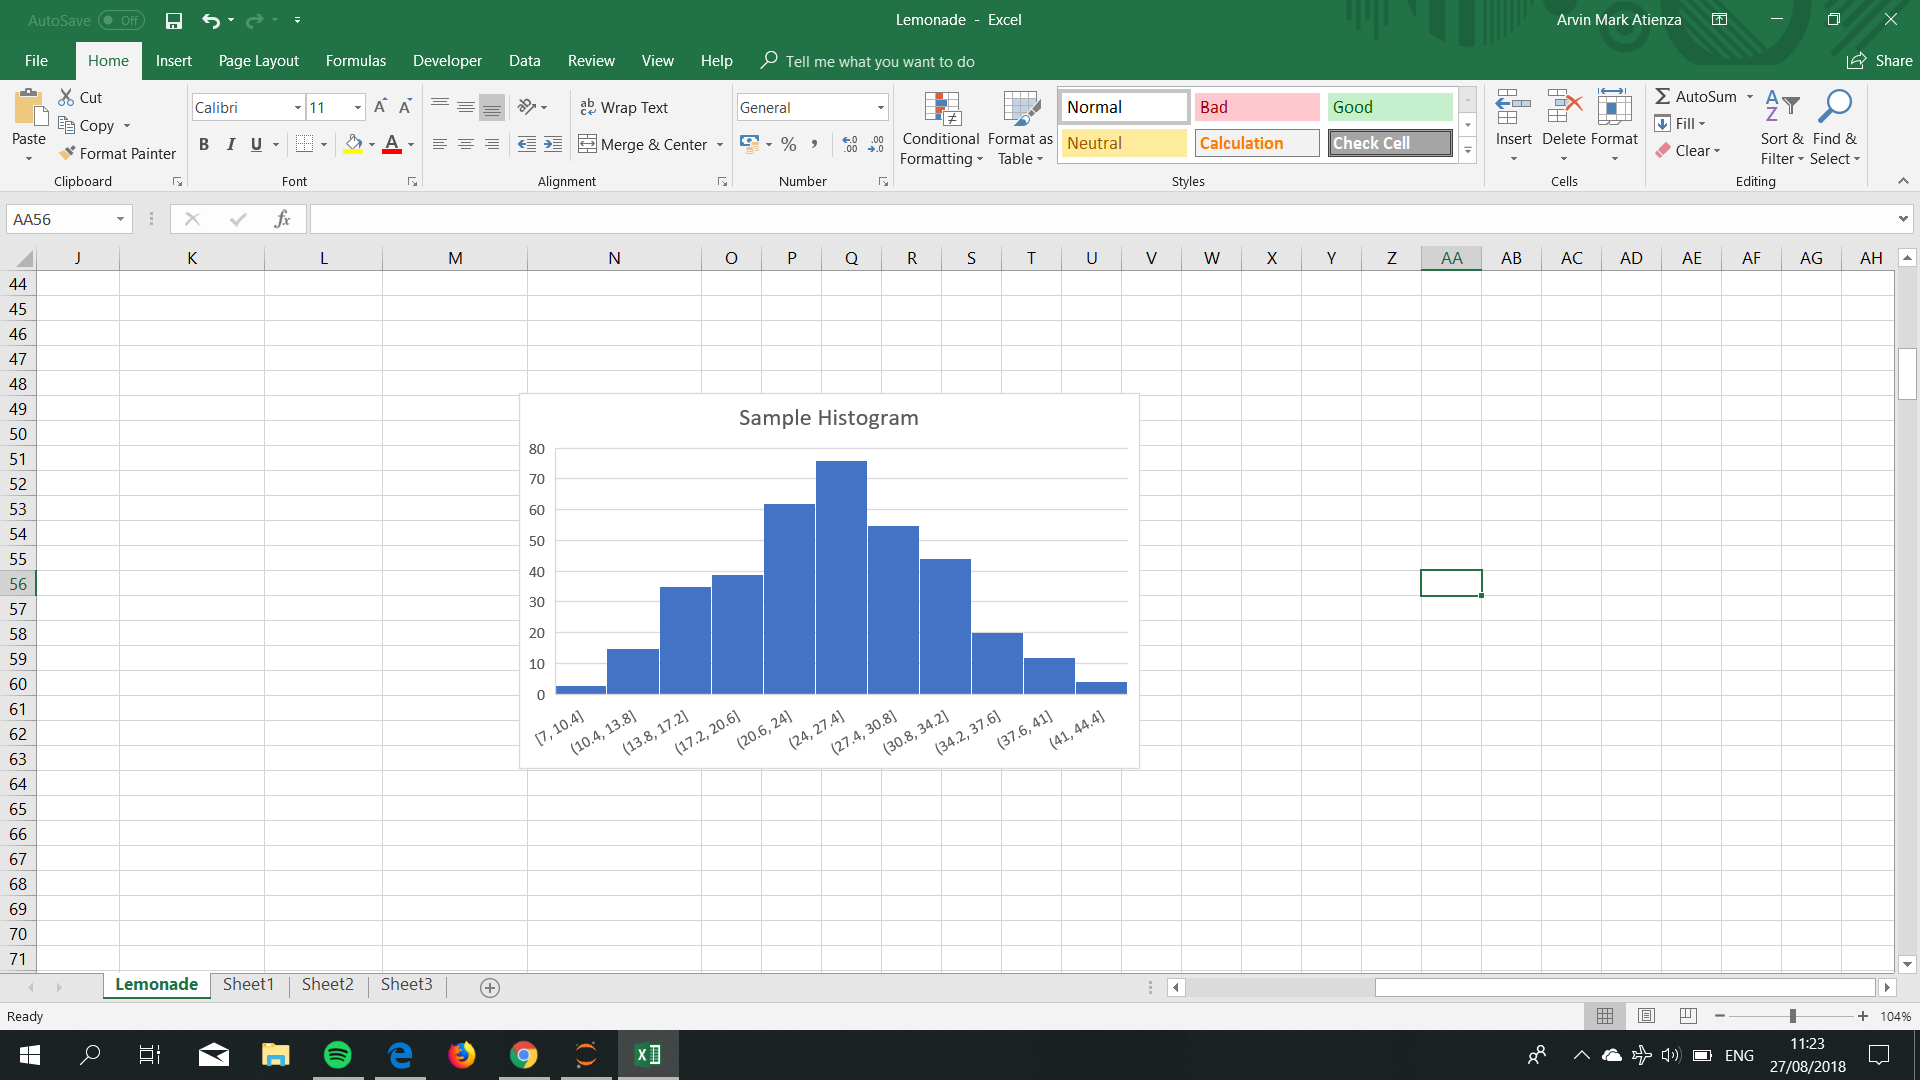 AutoSave Off
Lemonade - Excel
Arvin Mark Atienza
File Home Insert Page Layout Formulas Developer Data Review View Help Tell me what you want to do Share
Paste
Cut
Copy
Format Painter
Clipboard
Calibri 11
B I U A
Font
Wrap Text
Merge & Center
Alignment
General
% ,
Number
Conditional Formatting
Format as Table
Normal Bad Good
Neutral Calculation Check Cell
Styles
Insert Delete Format
Cells
AutoSum
Fill
Clear
Sort & Filter
Find & Select
Editing
AA56 fx
J K L M N O P Q R S T U V W X Y Z AA AB AC AD AE AF AG AH
44
45
46
47
48
49
50
51
52
53
54
55
56
57
58
59
60
61
62
63
64
65
66
67
68
69
70
71
Sample Histogram
80
70
60
50
40
30
20
10
0
[7, 10.4] (10.4, 13.8] (13.8, 17.2] (17.2, 20.6] (20.6, 24] (24, 27.4] (27.4, 30.8] (30.8, 34.2] (34.2, 37.6] (37.6, 41] (41, 44.4]
Lemonade Sheet1 Sheet2 Sheet3
Ready
104%
ENG
11:23
27/08/2018